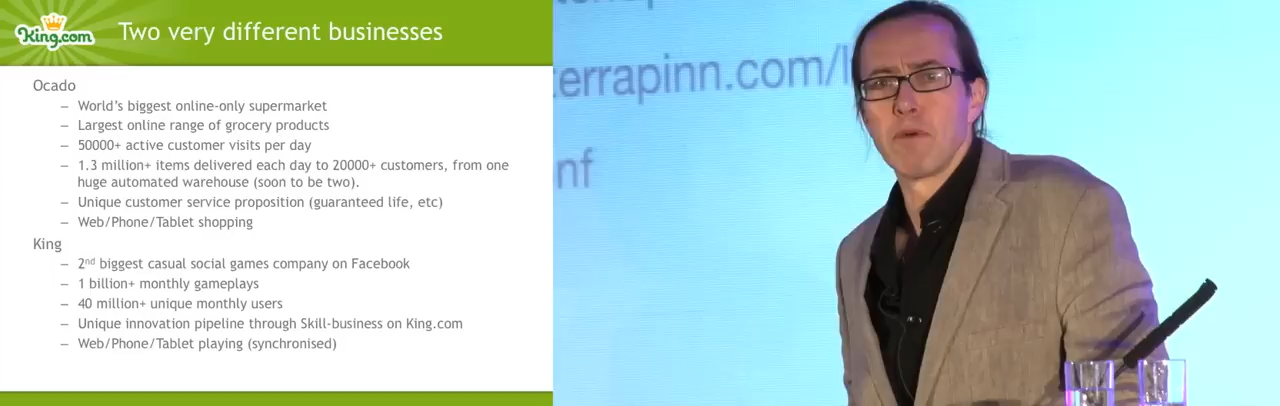 King.com
Two very different businesses
Ocado
– World's biggest online-only supermarket
– Largest online range of grocery products
– 50000+ active customer visits per day
– 1.3 million+ items delivered each day to 20000+ customers, from one
huge automated warehouse (soon to be two).
– Unique customer service proposition (guaranteed life, etc)
– Web/Phone/Tablet shopping
King
– 2nd biggest casual social games company on Facebook
– 1 billion+ monthly gameplays
– 40 million+ unique monthly users
– Unique innovation pipeline through Skill-business on King.com
– Web/Phone/Tablet playing (synchronised)
terrapinn.com/
nf